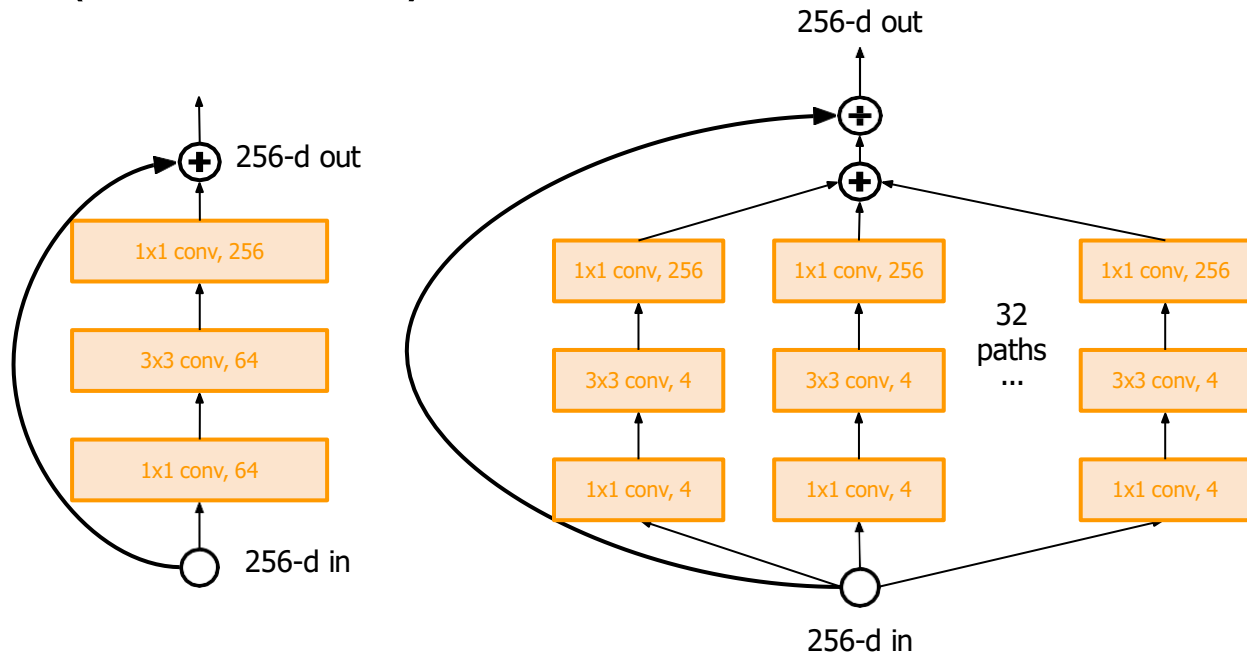 256-d out
1x1 conv, 256
3x3 conv, 64
1x1 conv, 64
256-d in
256-d out
1x1 conv, 256
1x1 conv, 256
1x1 conv, 256
32
paths
...
3x3 conv, 4
3x3 conv, 4
3x3 conv, 4
1x1 conv, 4
1x1 conv, 4
1x1 conv, 4
256-d in